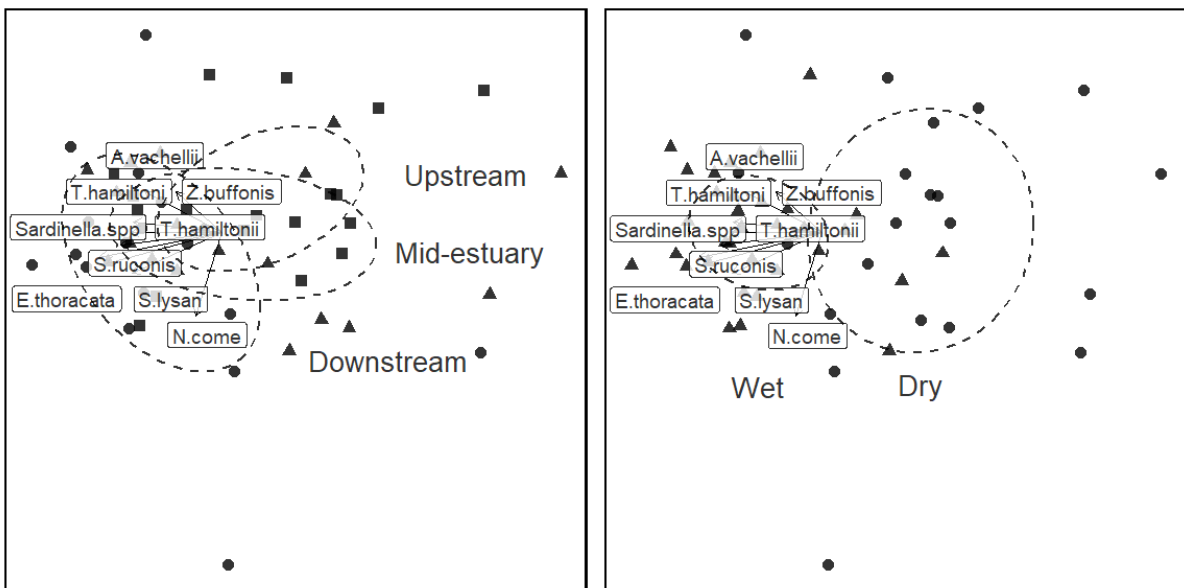 A.vachellii
T.hamiltoni
Z.buffonis
Upstream
Sardinella.spp
T.hamiltonii
Mid-estuary
S.ruconis
E.thoracata
S.lysan
N.come
Downstream
A.vachellii
T.hamiltoni
Z.buffonis
Sardinella.spp
T.hamiltonii
S.ruconis
E.thoracata
S.lysan
N.come
Wet
Dry